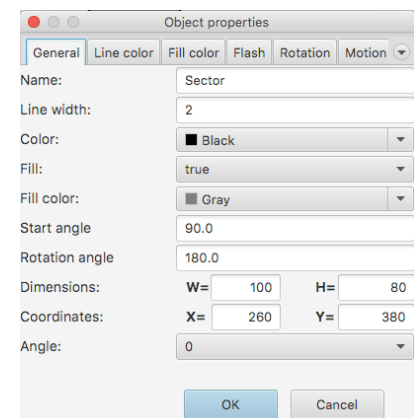 Object properties
General Line color Fill color Flash Rotation Motion
Name: Sector
Line width: 2
Color: Black
Fill: true
Fill color: Gray
Start angle 90.0
Rotation angle 180.0
Dimensions: W= 100 H= 80
Coordinates: X= 260 Y= 380
Angle: 0
OK Cancel